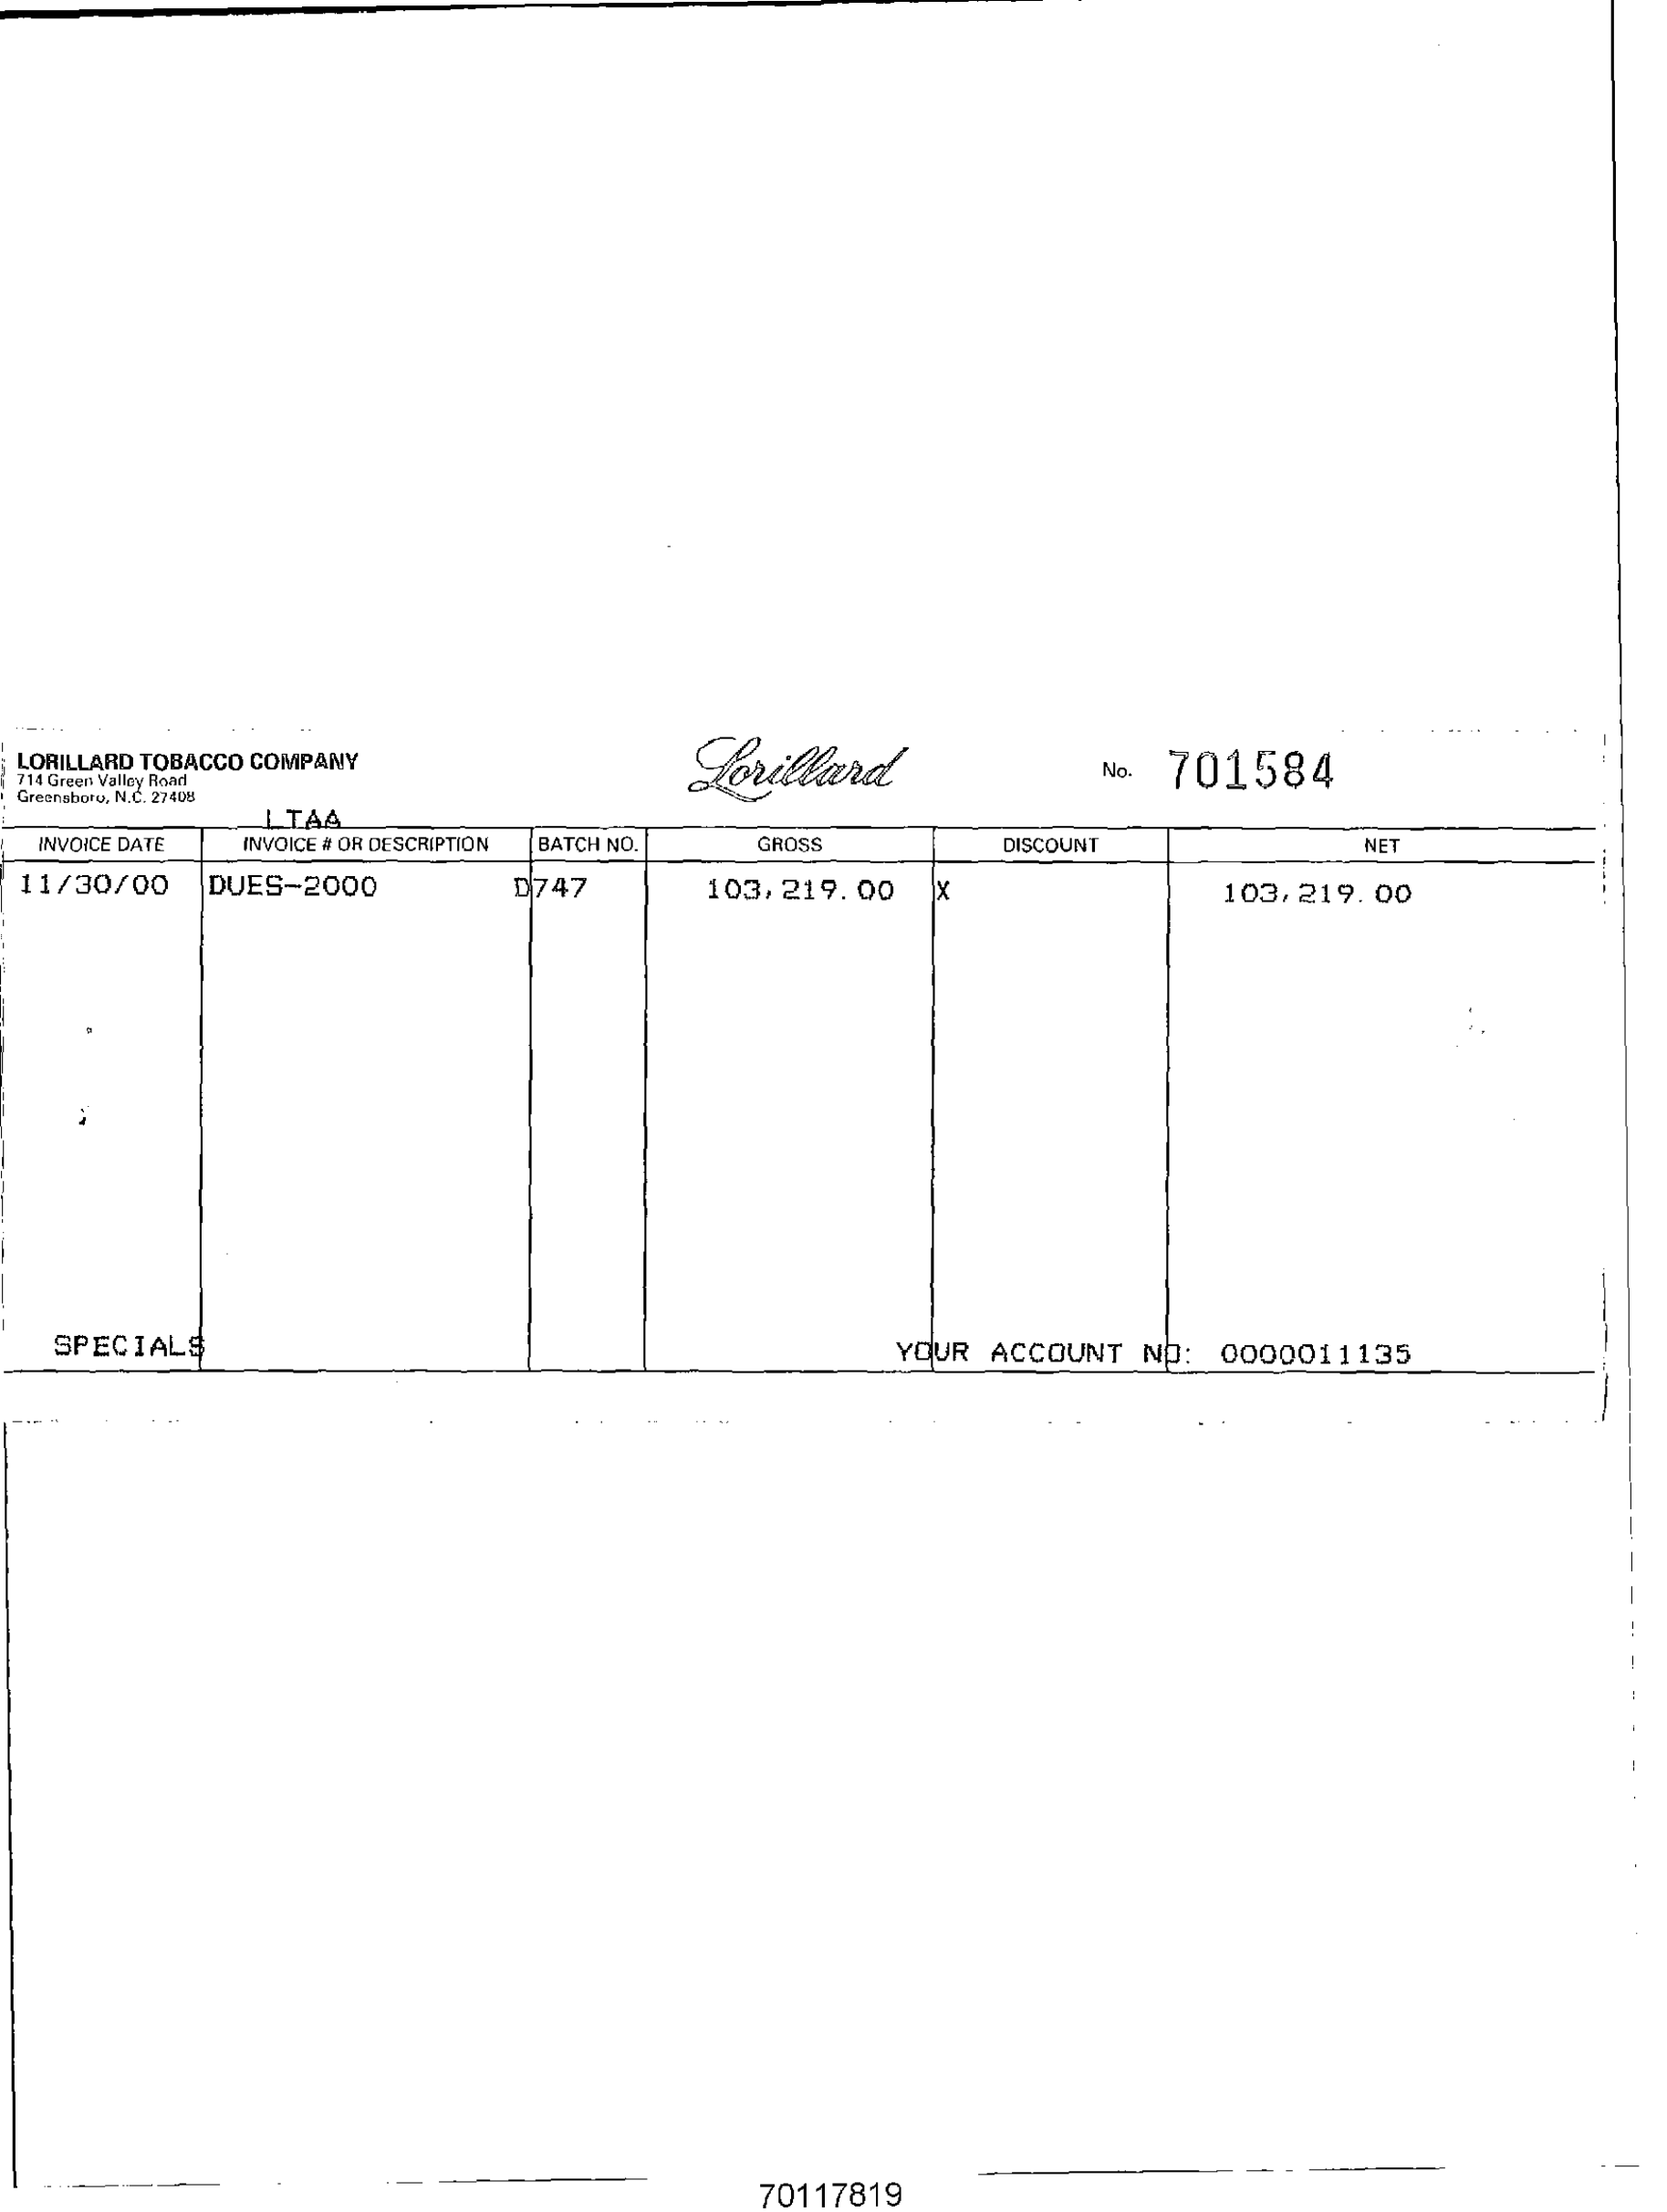 LORILLARD TOBACCO COMPANY
714 Green Valley Road
Greensboro, N.C. 27408
Lorillard
No. 701584
LTAA
INVOICE DATE INVOICE # OR DESCRIPTION BATCH NO. GROSS DISCOUNT NET
11/30/00 DUES-2000 D747 103,219.00 X 103,219.00
SPECIALS YOUR ACCOUNT NO: 0000011135
70117819